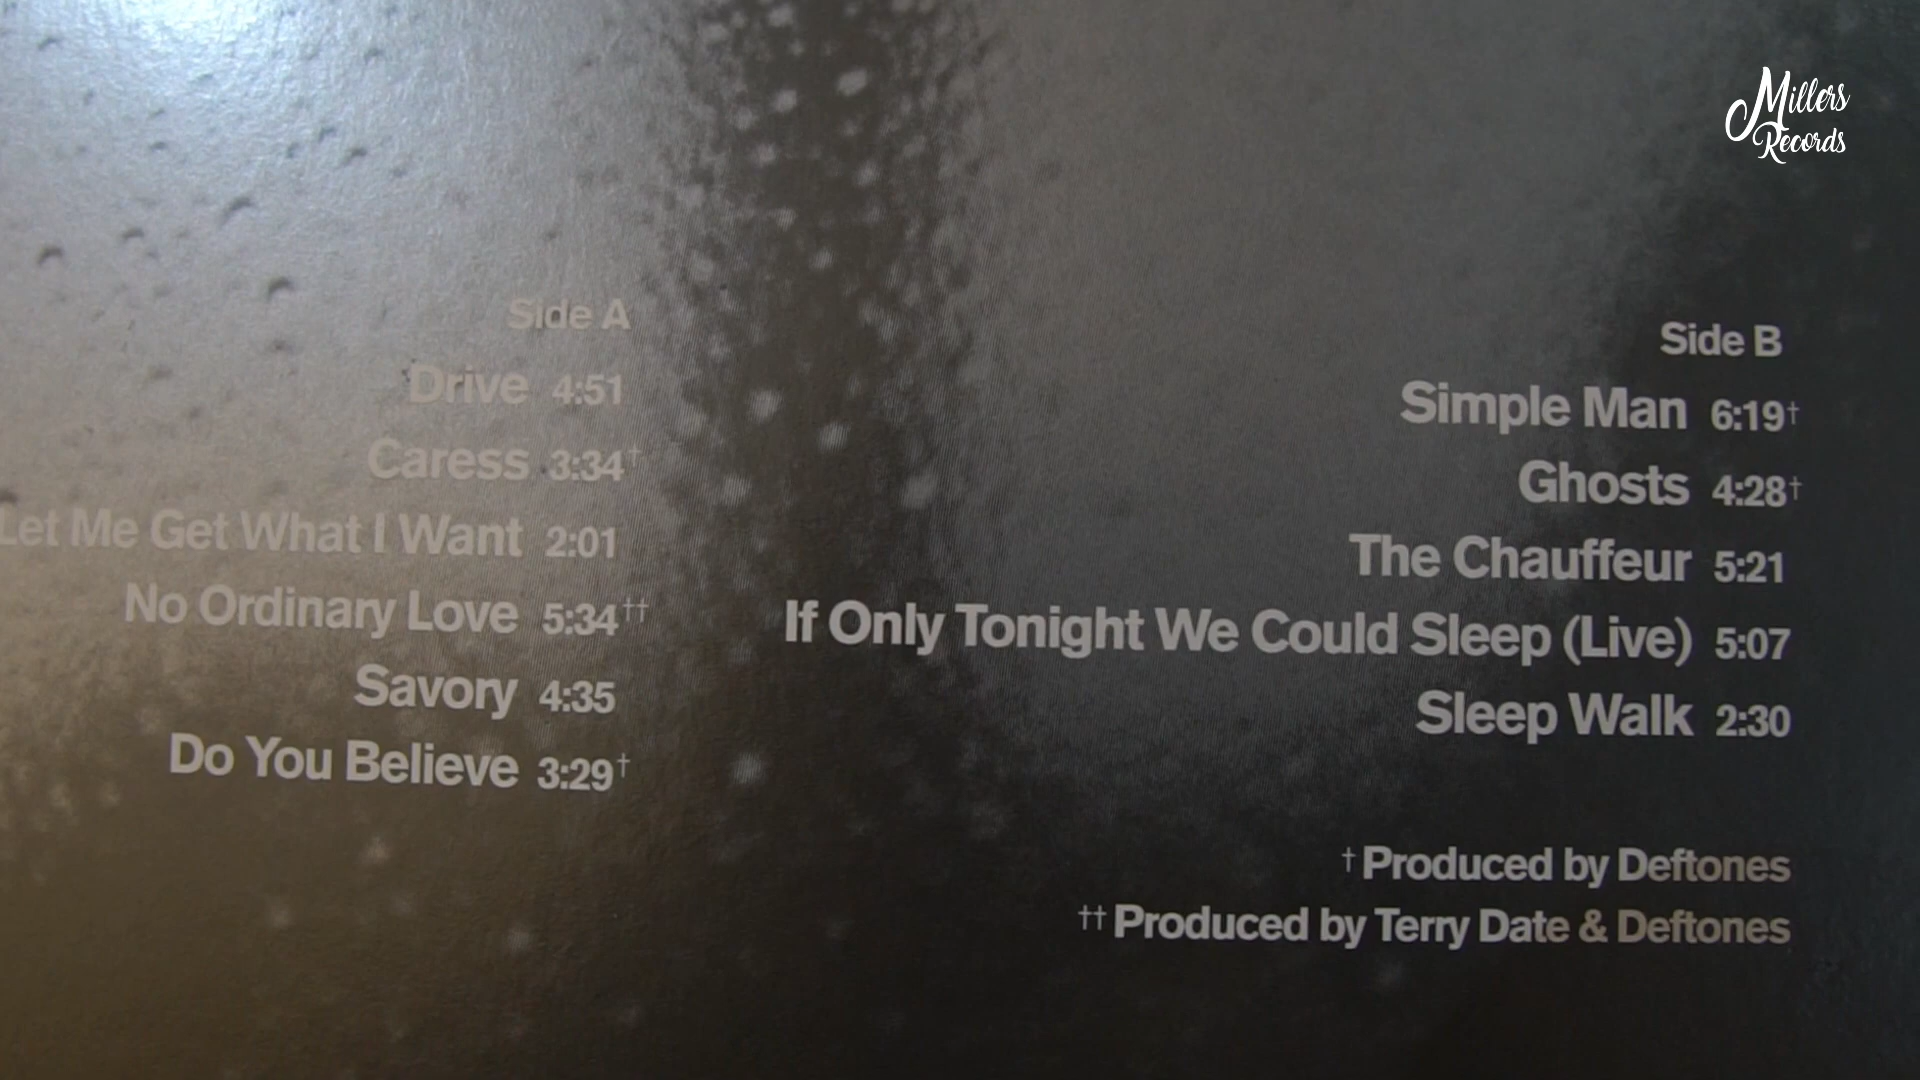 Millers
Records
Side A
Drive 4:51
Caress 3:34†
Let Me Get What I Want 2:01
No Ordinary Love 5:34††
Savory 4:35
Do You Believe 3:29†
Side B
Simple Man 6:19†
Ghosts 4:28†
The Chauffeur 5:21
If Only Tonight We Could Sleep (Live) 5:07
Sleep Walk 2:30
† Produced by Deftones
†† Produced by Terry Date & Deftones